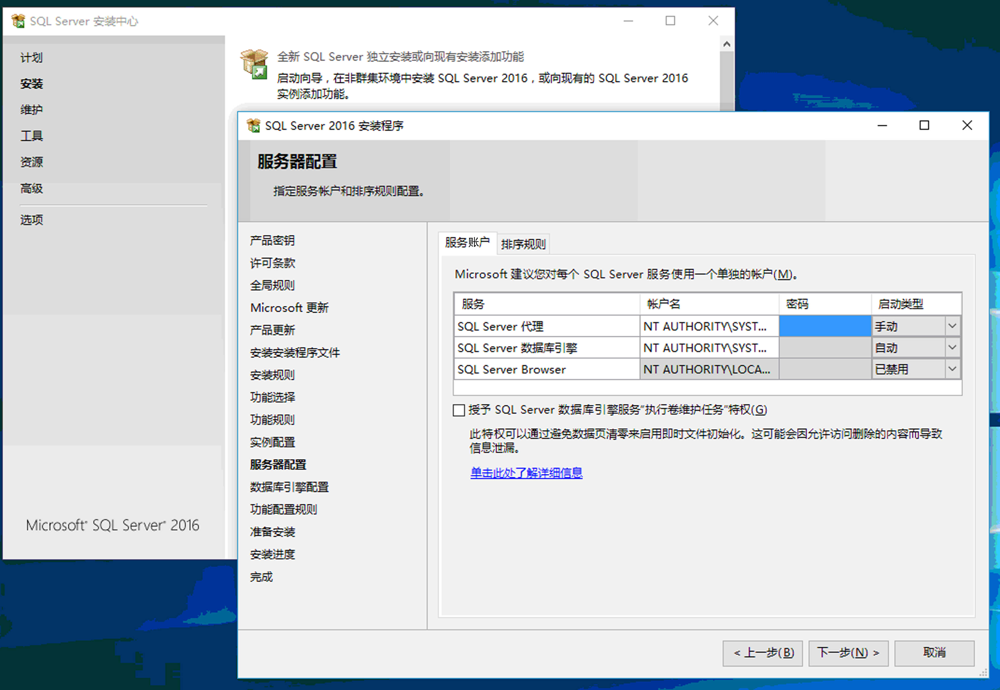 SQL Server 安装中心
计划
安装
维护
工具
资源
高级
选项
Microsoft® SQL Server® 2016
全新 SQL Server 独立安装或向现有安装添加功能
启动向导，在非群集环境中安装 SQL Server 2016，或向现有的 SQL Server 2016
实例添加功能。
SQL Server 2016 安装程序
服务器配置
指定服务帐户和排序规则配置。
产品密钥
许可条款
全局规则
Microsoft 更新
产品更新
安装安装程序文件
安装规则
功能选择
功能规则
实例配置
服务器配置
数据库引擎配置
功能配置规则
准备安装
安装进度
完成
服务账户 排序规则
Microsoft 建议您对每个 SQL Server 服务使用一个单独的帐户(M)。
服务 帐户名 密码 启动类型
SQL Server 代理 NT AUTHORITY\SYST... 手动
SQL Server 数据库引擎 NT AUTHORITY\SYST... 自动
SQL Server Browser NT AUTHORITY\LOCA... 已禁用
授予 SQL Server 数据库引擎服务"执行卷维护任务"特权(G)
此特权可以通过避免数据页清零来启用即时文件初始化。这可能会因允许访问删除的内容而导致
信息泄漏。
单击此处了解详细信息
< 上一步(B) 下一步(N) > 取消